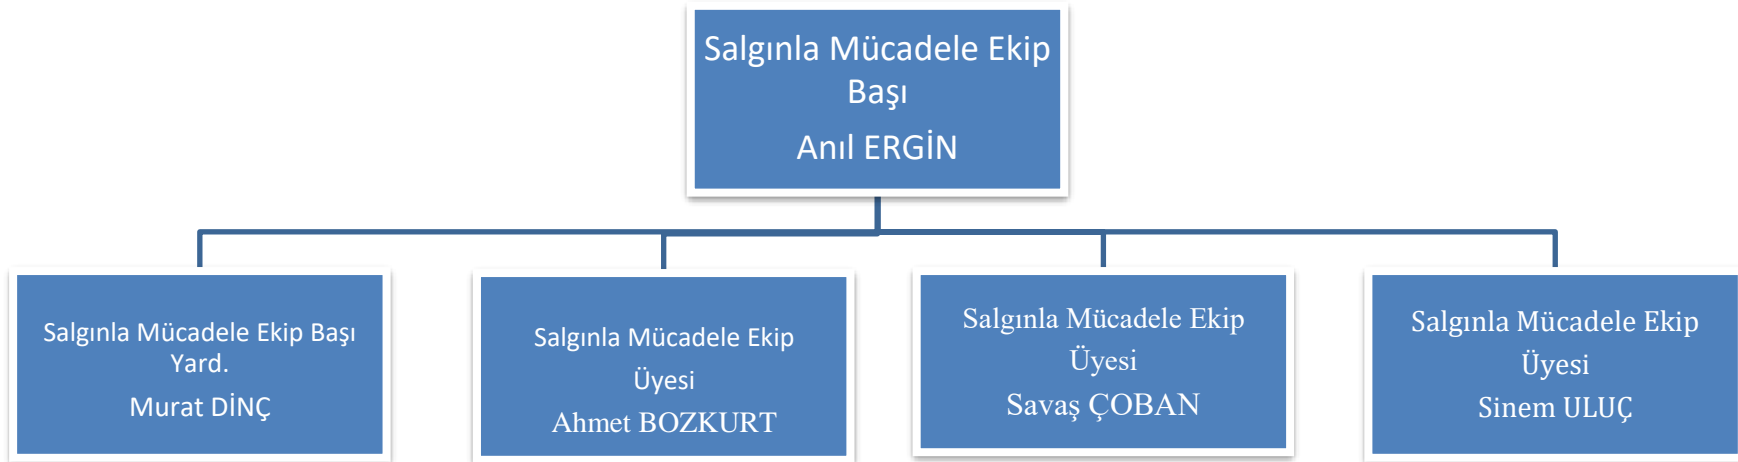 Salgınla Mücadele Ekip
Başı
Anıl ERGİN
Salgınla Mücadele Ekip Başı
Yard.
Murat DİNÇ
Salgınla Mücadele Ekip
Üyesi
Ahmet BOZKURT
Salgınla Mücadele Ekip
Üyesi
Savaş ÇOBAN
Salgınla Mücadele Ekip
Üyesi
Sinem ULUÇ